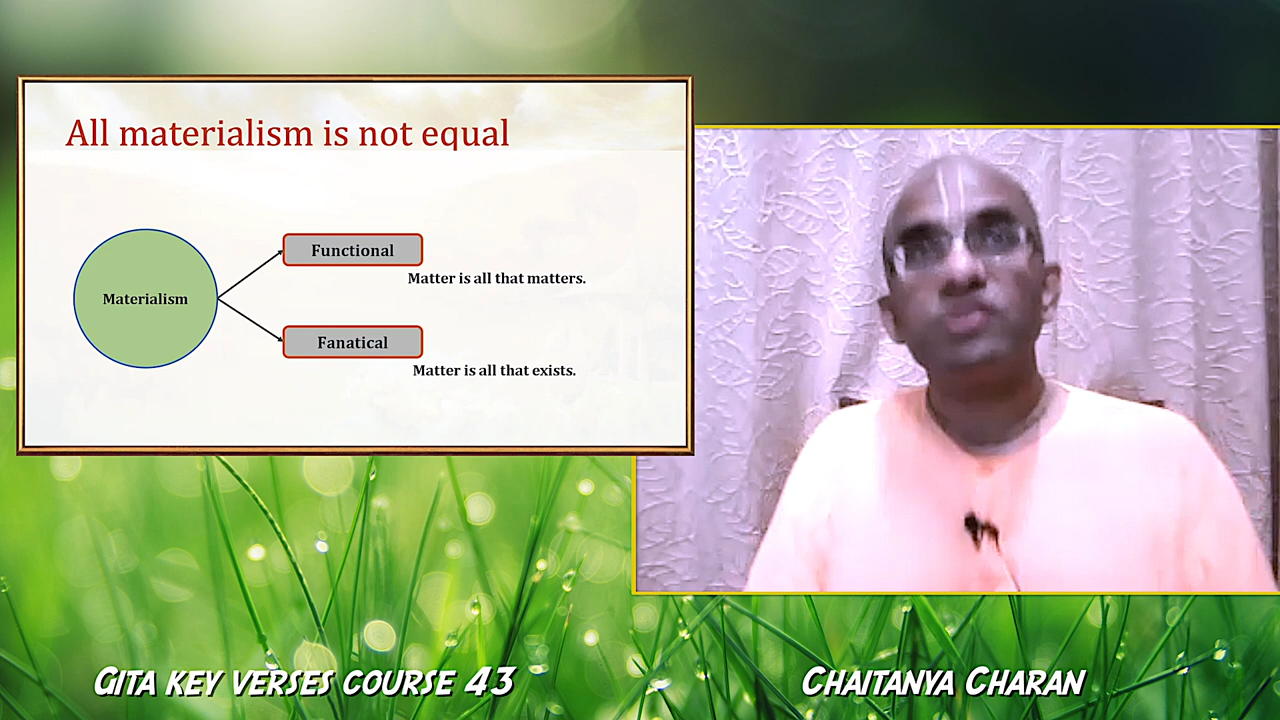 All materialism is not equal
Materialism
Functional
Matter is all that matters.
Fanatical
Matter is all that exists.
GITA KEY VERSES COURSE 43
CHAITANYA CHARAN